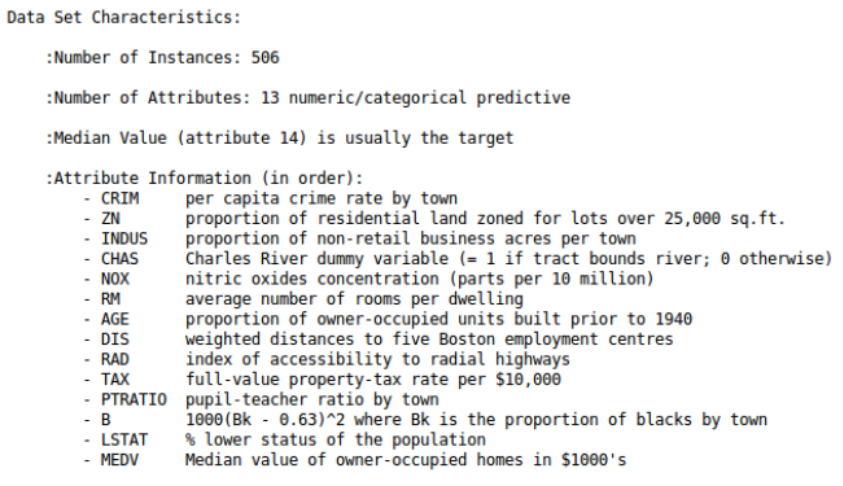 Data Set Characteristics:
:Number of Instances: 506
:Number of Attributes: 13 numeric/categorical predictive
:Median Value (attribute 14) is usually the target
:Attribute Information (in order):
- CRIM per capita crime rate by town
- ZN proportion of residential land zoned for lots over 25,000 sq.ft.
- INDUS proportion of non-retail business acres per town
- CHAS Charles River dummy variable (= 1 if tract bounds river; 0 otherwise)
- NOX nitric oxides concentration (parts per 10 million)
- RM average number of rooms per dwelling
- AGE proportion of owner-occupied units built prior to 1940
- DIS weighted distances to five Boston employment centres
- RAD index of accessibility to radial highways
- TAX full-value property-tax rate per $10,000
- PTRATIO pupil-teacher ratio by town
- B 1000(Bk - 0.63)^2 where Bk is the proportion of blacks by town
- LSTAT % lower status of the population
- MEDV Median value of owner-occupied homes in $1000's